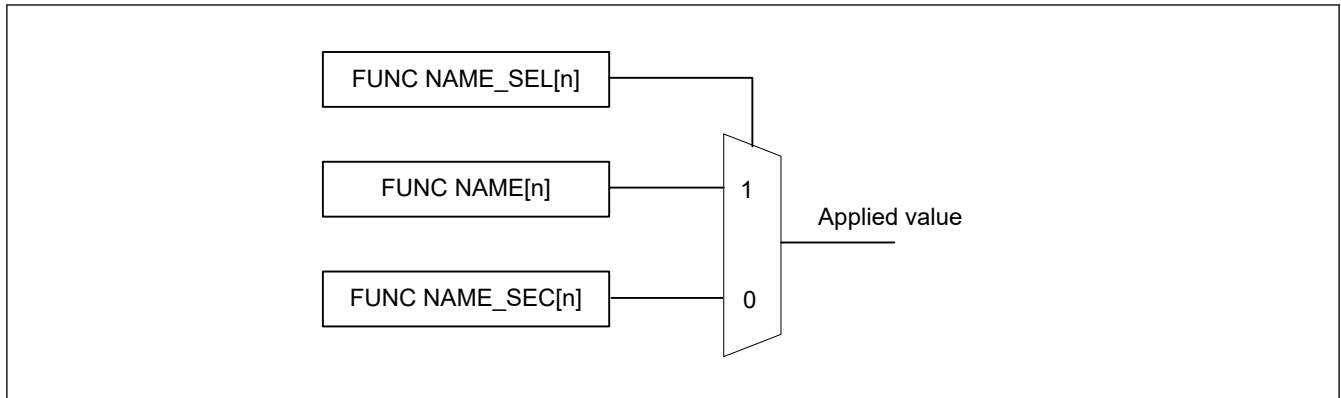 FUNC NAME_SEL[n]
FUNC NAME[n]
1
Applied value
FUNC NAME_SEC[n]
0